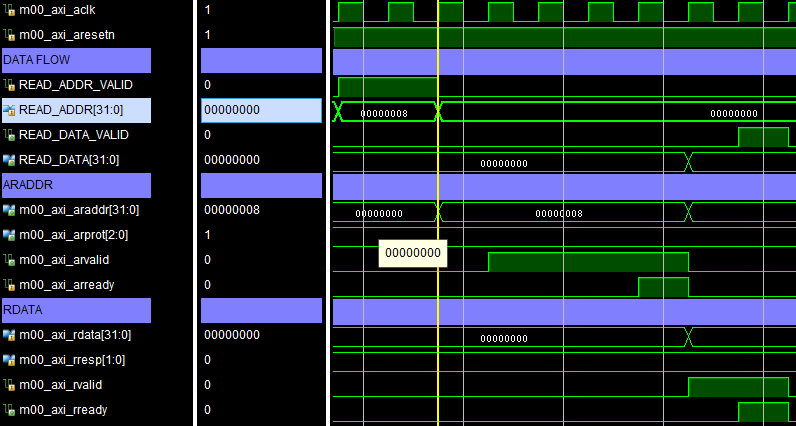 m00_axi_aclk 1
m00_axi_aresetn 1
DATA FLOW
READ_ADDR_VALID 0
READ_ADDR[31:0] 00000000 00000008 00000000
READ_DATA_VALID 0
READ_DATA[31:0] 00000000 00000000
ARADDR
m00_axi_araddr[31:0] 00000008 00000000 00000008
m00_axi_arprot[2:0] 1
00000000
m00_axi_arvalid 0
m00_axi_arready 0
RDATA
m00_axi_rdata[31:0] 00000000 00000000
m00_axi_rresp[1:0] 0
m00_axi_rvalid 0
m00_axi_rready 0